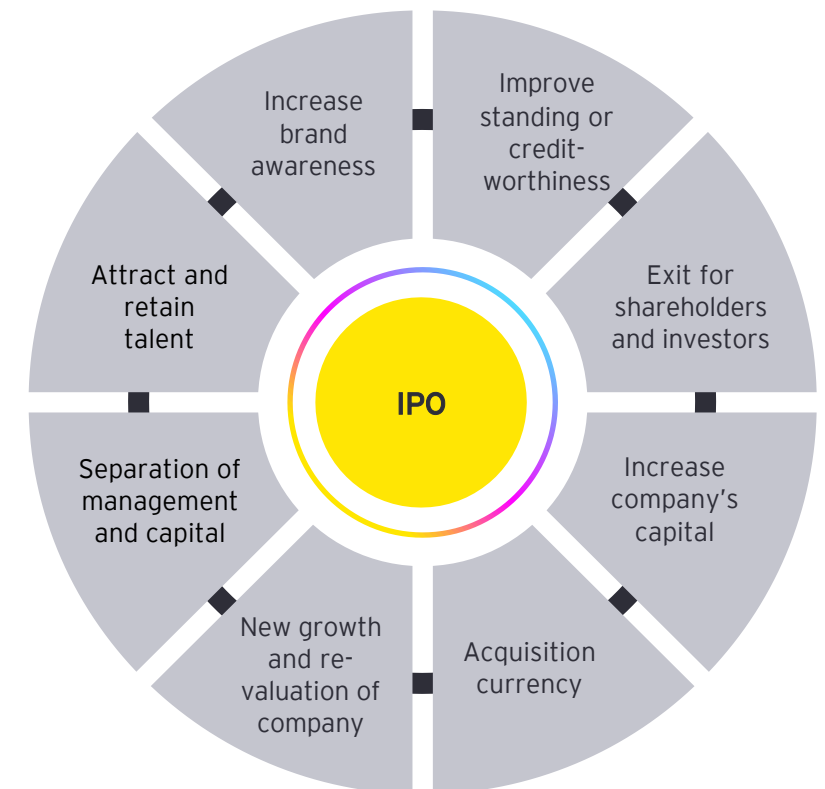 Improve
standing or
credit-
worthiness
Exit for
shareholders
and investors
Increase
company's
capital
Acquisition
currency
New growth
and re-
valuation of
company
Separation of
management
and capital
Attract and
retain
talent
Increase
brand
awareness
IPO